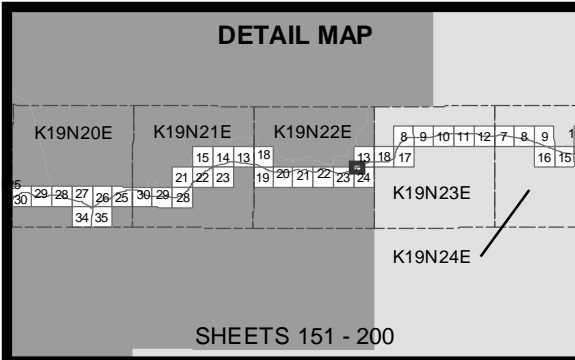 DETAIL MAP
8 9 10 11 12 7 8 9
K19N20E K19N21E K19N22E
15 14 13 18 13 18 17 16 15
21 22 23 19 20 21 22 23 24
25
30 29 28 27 26 25 30 29 28
K19N23E
34 35
K19N24E
SHEETS 151 - 200